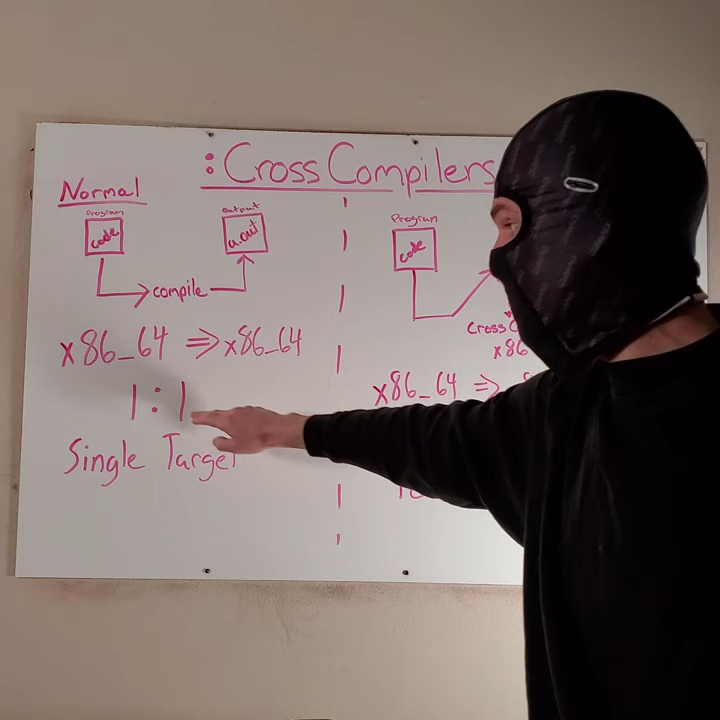 : Cross Compilers
Normal
Program
code
Output
a.out
compile
x86_64 ⇒ x86_64
1:1
Single Target
Program
code
Cross
x86
x86_64 ⇒